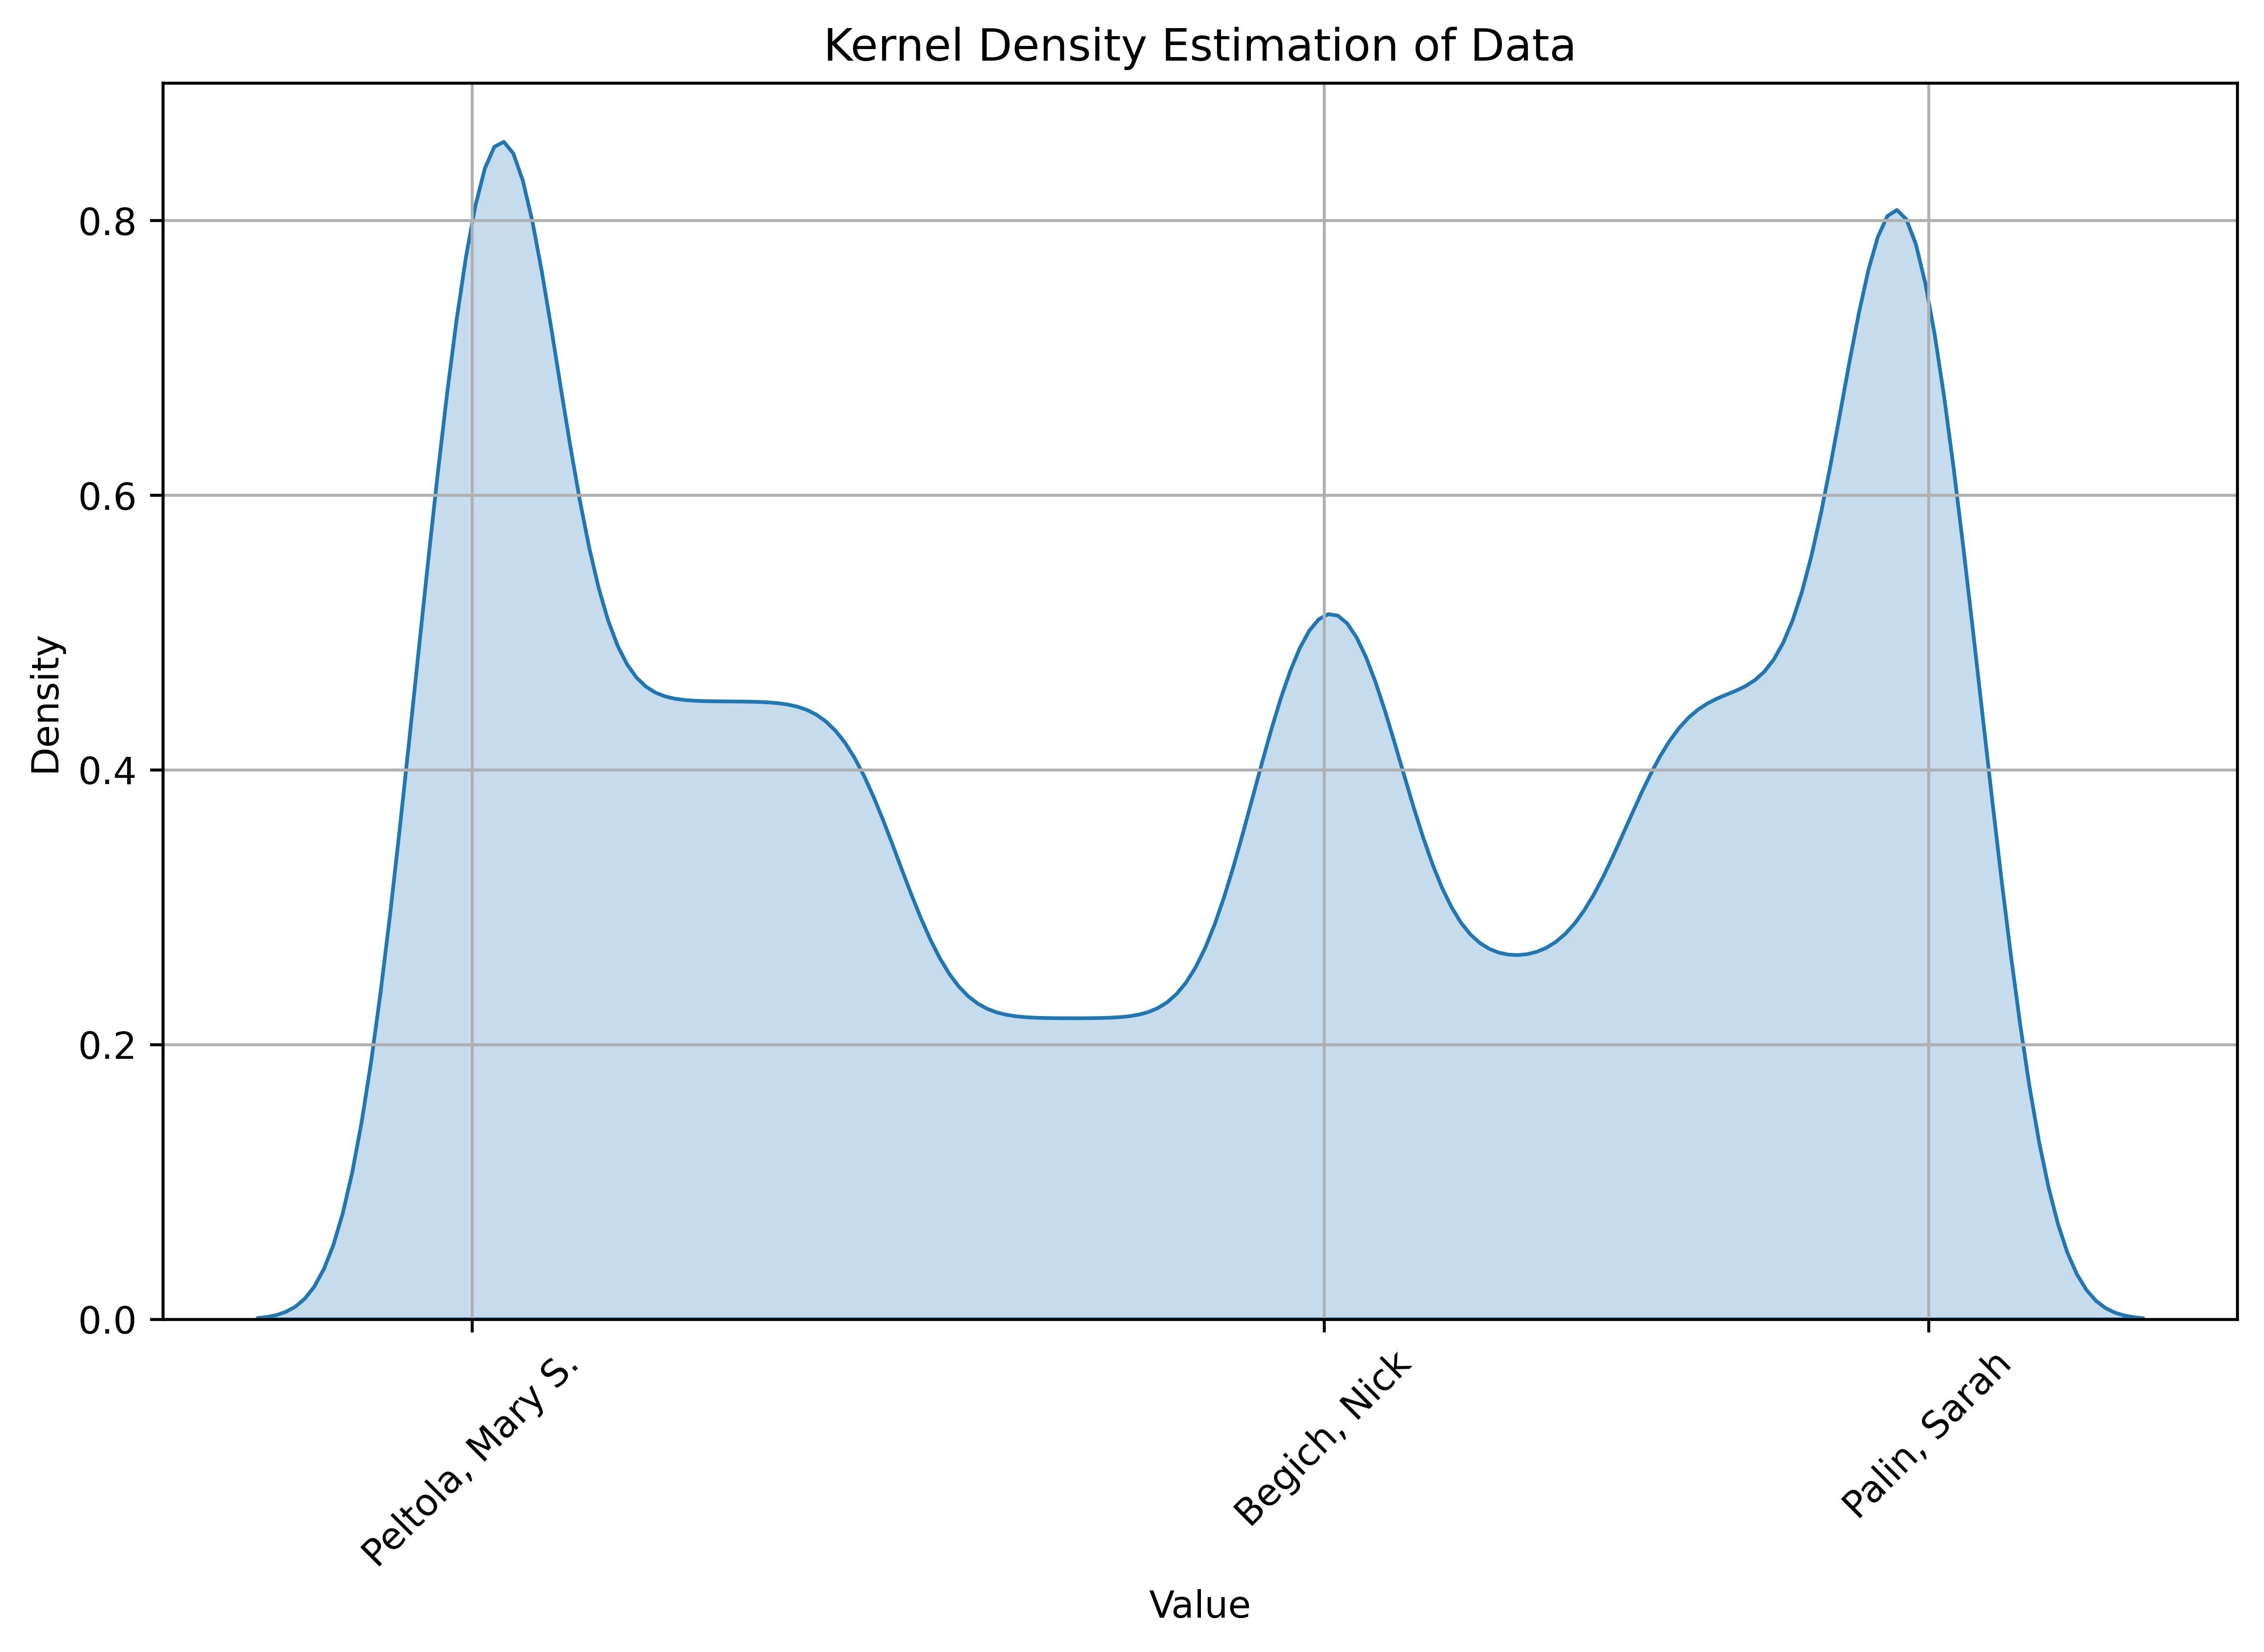 Kernel Density Estimation of Data
Density
0.8
0.6
0.4
0.2
0.0
Peltola, Mary S.
Begich, Nick
Palin, Sarah
Value